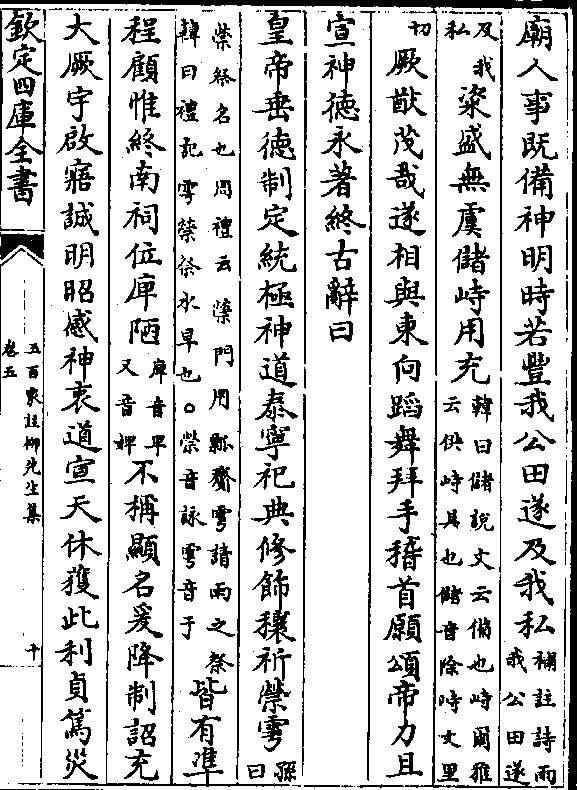 廟人事既備神明時若豐我公田遂及我私補註詩雨我公田遂
及我私粢盛無虞儲峙用充韓曰儲說文云偹也峙爾雅云供峙具也儲音除峙丈里
切厥猷茂哉遂相與東向蹈舞拜手稽首願頌帝力且
宣神徳永著終古辭曰
皇帝垂徳制定統極神道泰寧祀典修飾穰祈禜雩孫曰
禜祭名也周禮云禜門用瓢齎雩請雨之祭韓曰禮記雩禜祭水旱也○禜音詠雩音于皆有準
程顧惟終南祠位庳陋庳音卑又音婢不稱顯名爰降制詔充
大厥宇啟寤誠明昭感神衷道宣天休獲此利貞篤災
欽定四庫全書
五百家註柳先生集
卷五
十